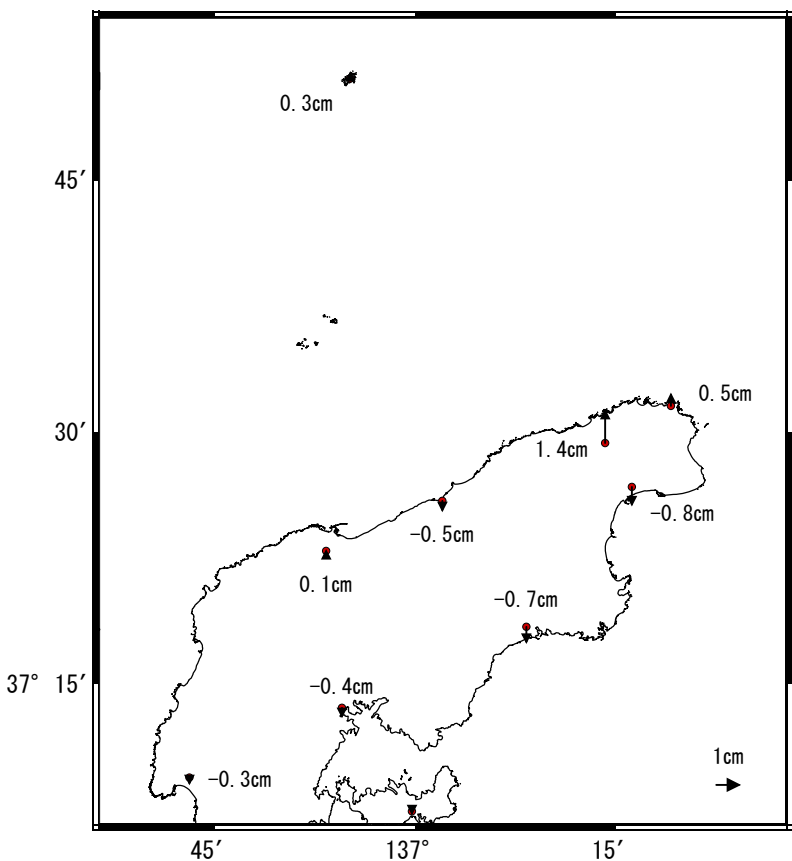 0.3cm
45′
0.5cm
30′
1.4cm
-0.8cm
-0.5cm
0.1cm
-0.7cm
37° 15′
-0.4cm
1cm
-0.3cm
45′
137°
15′